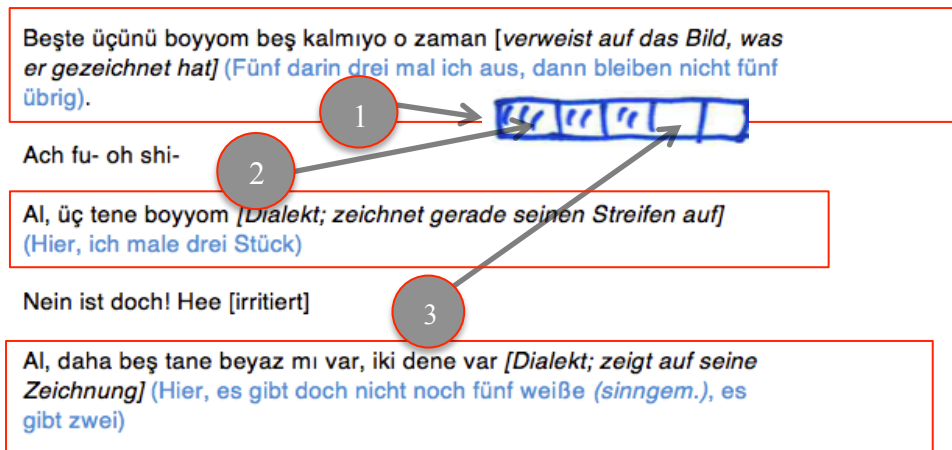 Beşte üçünü boyyom beş kalmıyo o zaman [verweist auf das Bild, was
er gezeichnet hat] (Fünf darin drei mal ich aus, dann bleiben nicht fünf
übrig).
1
Ach fu- oh shi-
2
Al, üç tene boyyom [Dialekt; zeichnet gerade seinen Streifen auf]
(Hier, ich male drei Stück)
Nein ist doch! Hee [irritiert]
3
Al, daha beş tane beyaz mı var, iki dene var [Dialekt; zeigt auf seine
Zeichnung] (Hier, es gibt doch nicht noch fünf weiße (sinngem.), es
gibt zwei)